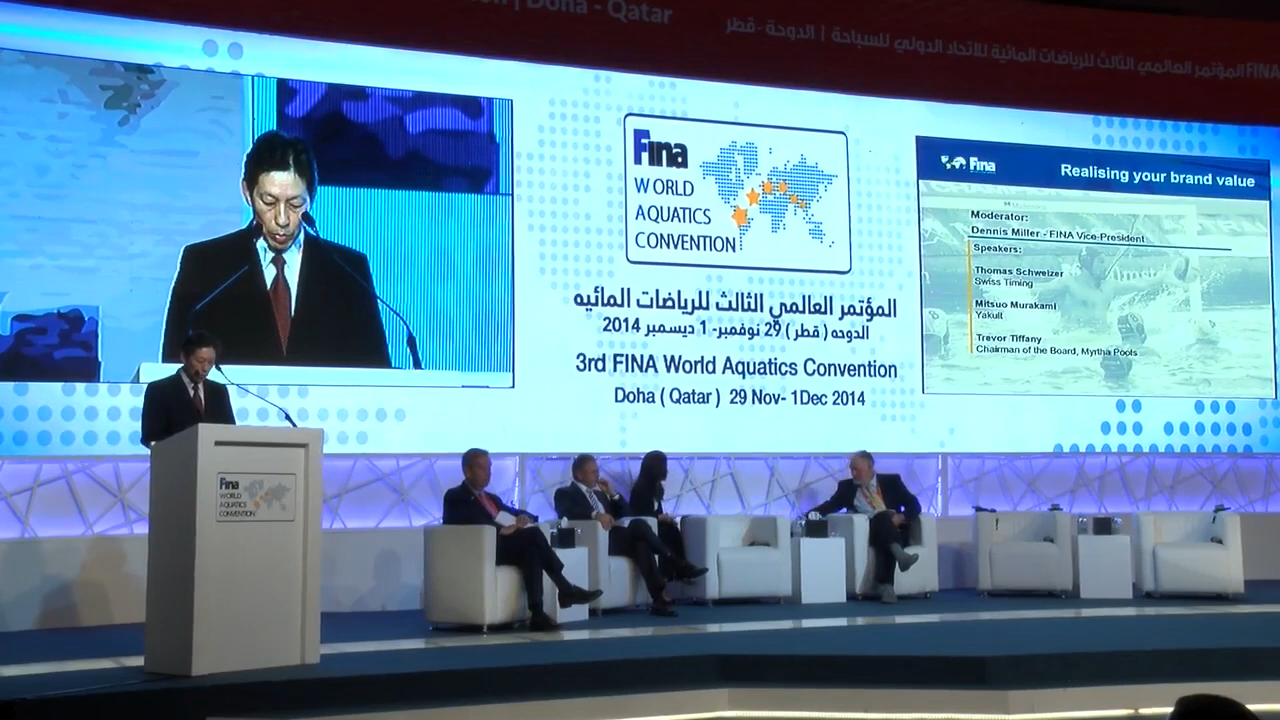 Doha - Qatar
FINA المؤتمر العالمي الثالث للرياضات المائية للاتحاد الدولي للسباحة | الدوحة - قطر
Fina
WORLD
AQUATICS
CONVENTION
المؤتمر العالمي الثالث للرياضات المائيه
الدوحه ( قطر ) 29 نوفمبر- 1 ديسمبر 2014
3rd FINA World Aquatics Convention
Doha ( Qatar ) 29 Nov- 1Dec 2014
Fina
Realising your brand value
Moderator:
Dennis Miller - FINA Vice-President
Speakers:
Thomas Schweizer
Swiss Timing
Mitsuo Murakami
Yakult
Trevor Tiffany
Chairman of the Board, Myrtha Pools
Fina
WORLD
AQUATICS
CONVENTION